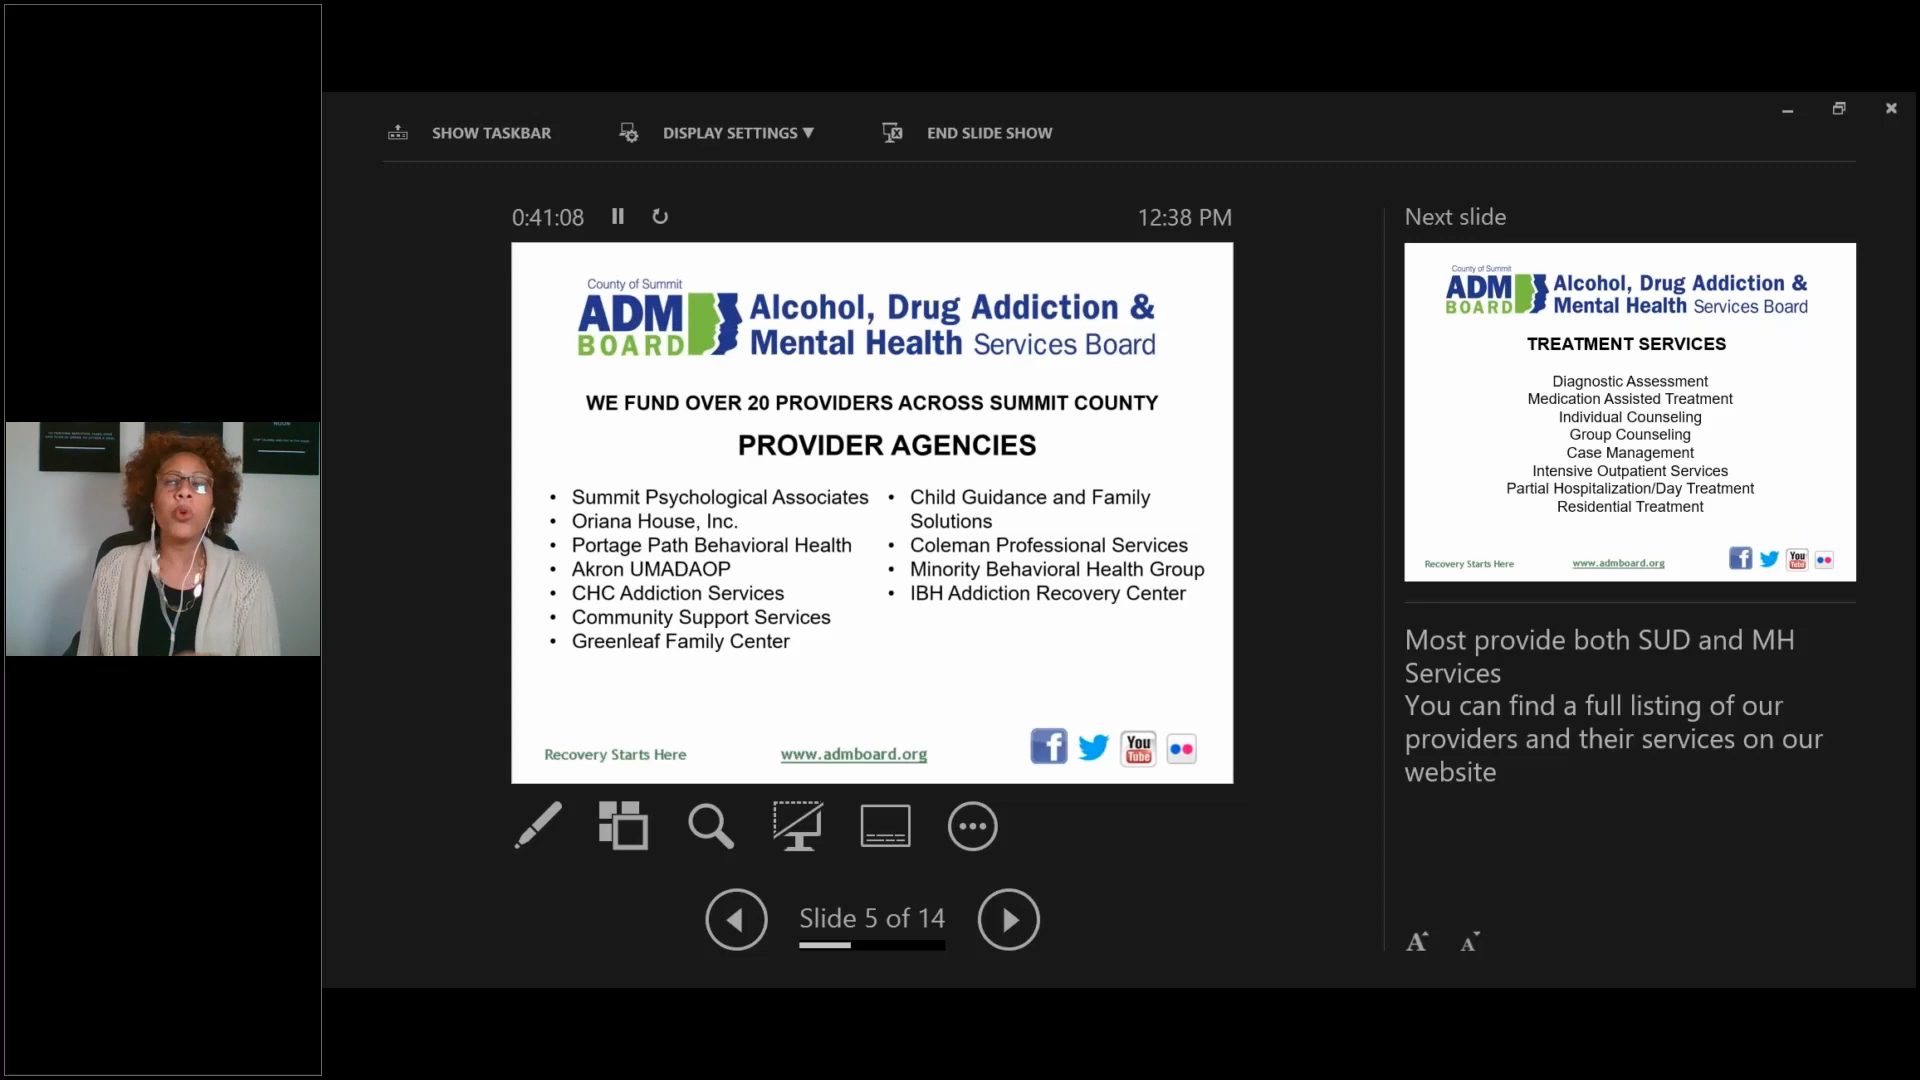 SHOW TASKBAR
DISPLAY SETTINGS ▼
END SLIDE SHOW
0:41:08
12:38 PM
County of Summit
ADM
BOARD
Alcohol, Drug Addiction &
Mental Health Services Board
WE FUND OVER 20 PROVIDERS ACROSS SUMMIT COUNTY
PROVIDER AGENCIES
• Summit Psychological Associates
• Oriana House, Inc.
• Portage Path Behavioral Health
• Akron UMADAOP
• CHC Addiction Services
• Community Support Services
• Greenleaf Family Center
• Child Guidance and Family
Solutions
• Coleman Professional Services
• Minority Behavioral Health Group
• IBH Addiction Recovery Center
Recovery Starts Here
www.admboard.org
You
Tube
Slide 5 of 14
Next slide
County of Summit
ADM
BOARD
Alcohol, Drug Addiction &
Mental Health Services Board
TREATMENT SERVICES
Diagnostic Assessment
Medication Assisted Treatment
Individual Counseling
Group Counseling
Case Management
Intensive Outpatient Services
Partial Hospitalization/Day Treatment
Residential Treatment
Recovery Starts Here
www.admboard.org
You
Tube
Most provide both SUD and MH
Services
You can find a full listing of our
providers and their services on our
website
A A